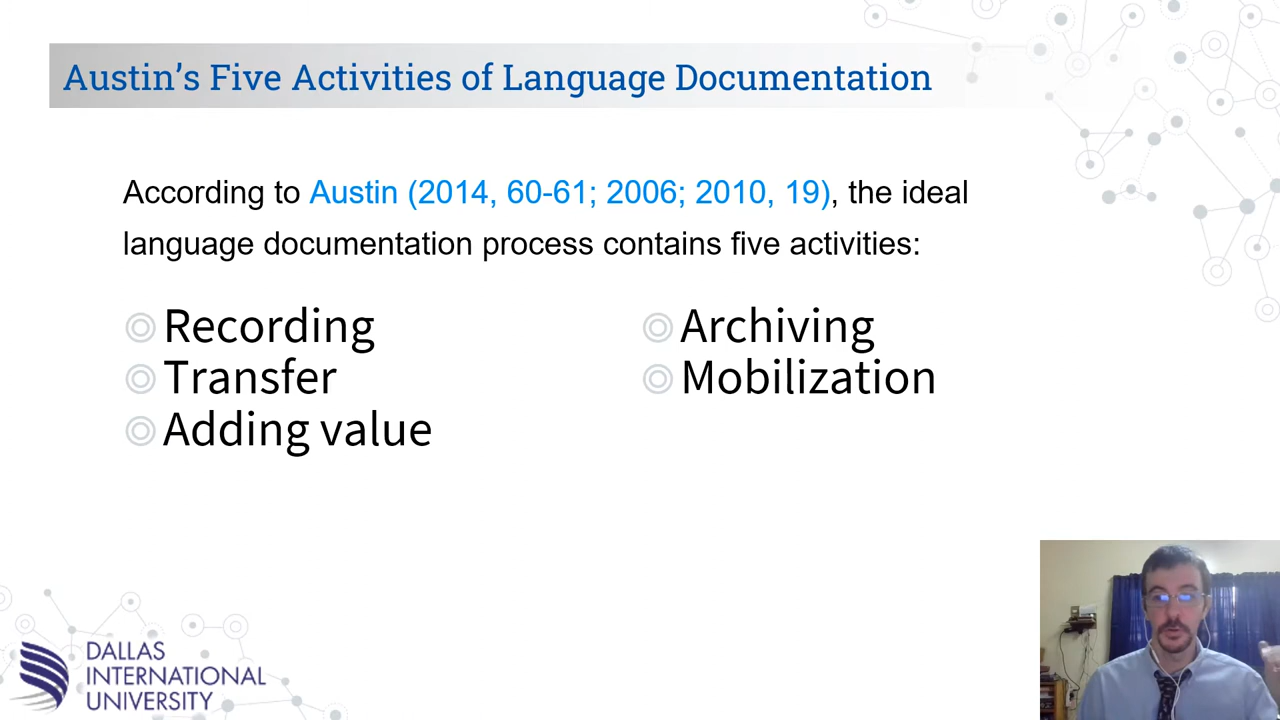 Austin’s Five Activities of Language Documentation
According to Austin (2014, 60-61; 2006; 2010, 19), the ideal
language documentation process contains five activities:
Recording
Transfer
Adding value
Archiving
Mobilization
DALLAS
INTERNATIONAL
UNIVERSITY